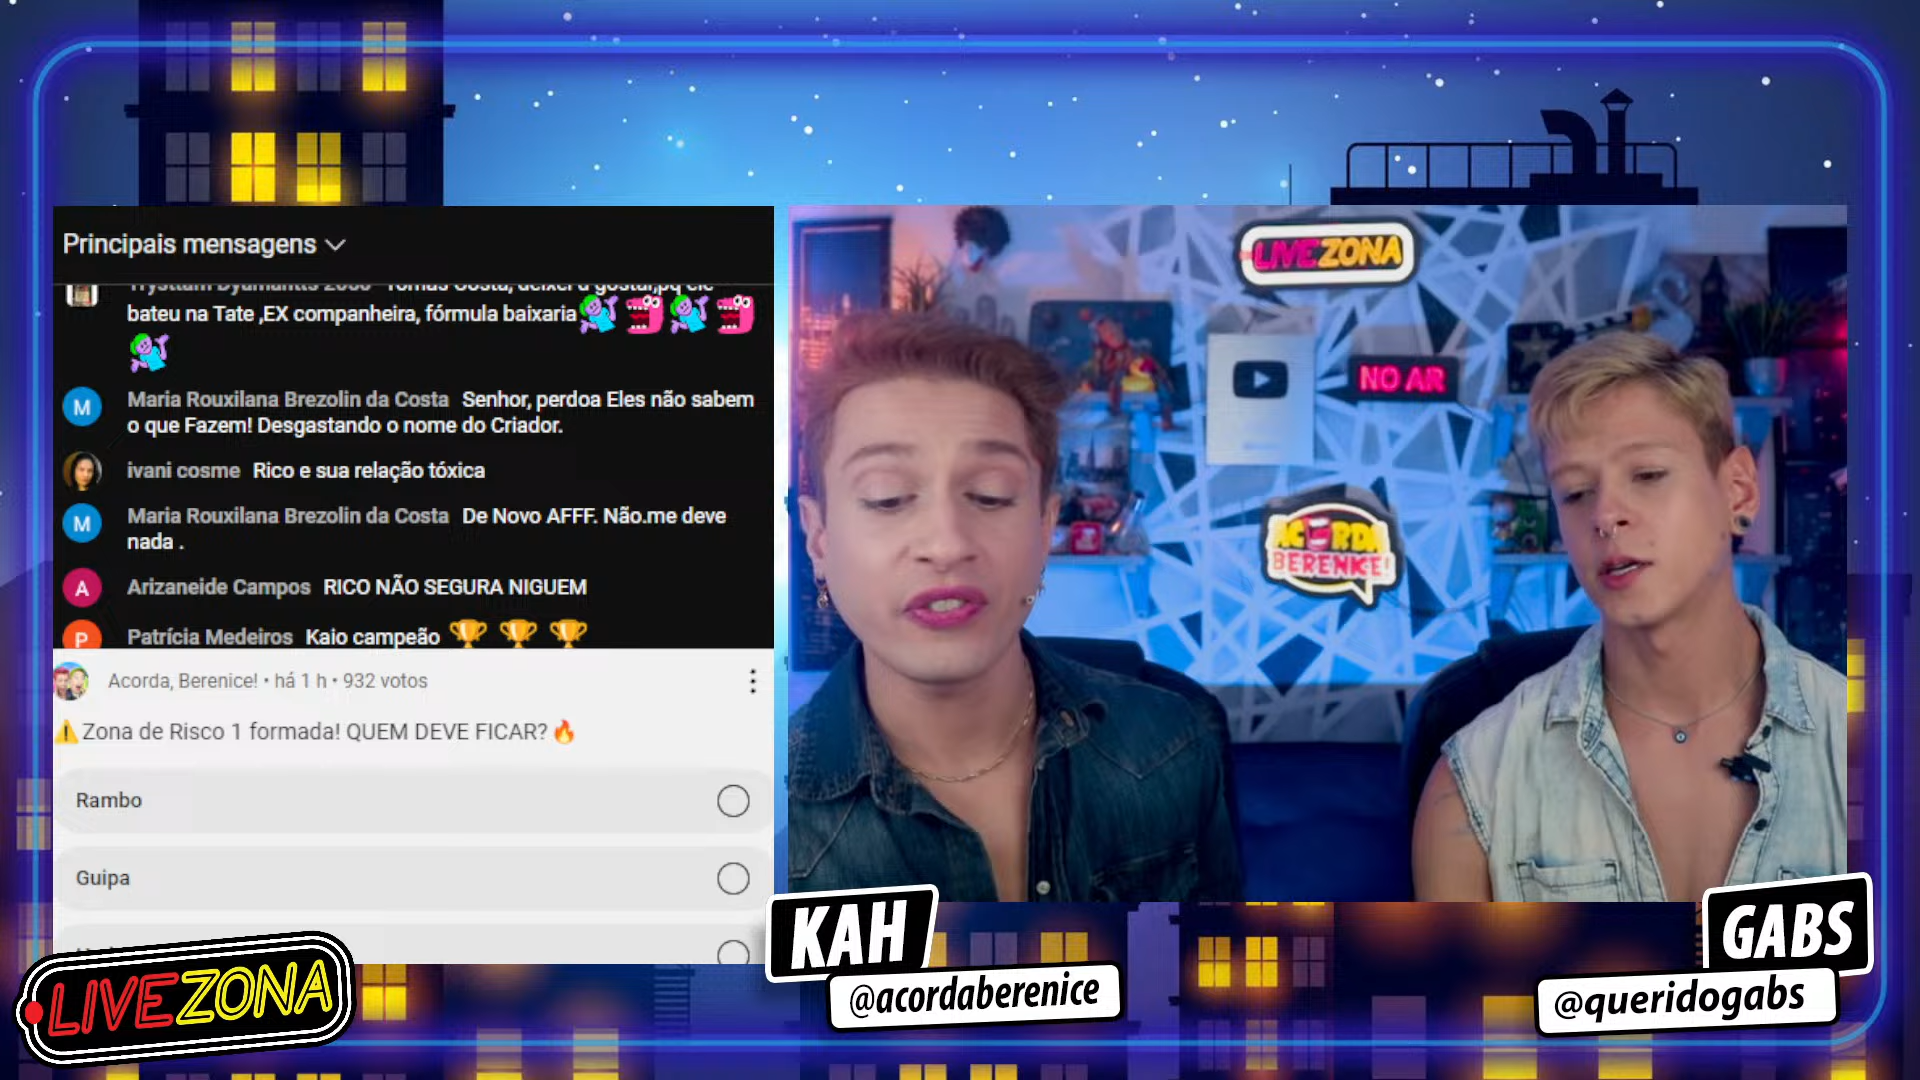 Principais mensagens
bateu na Tate ,EX companheira, fórmula baixaria
Maria Rouxilana Brezolin da Costa Senhor, perdoa Eles não sabem
o que Fazem! Desgastando o nome do Criador.
ivani cosme Rico e sua relação tóxica
Maria Rouxilana Brezolin da Costa De Novo AFFF. Não.me deve
nada .
Arizaneide Campos RICO NÃO SEGURA NIGUEM
Patrícia Medeiros Kaio campeão
M
M
A
P
Acorda, Berenice! • há 1 h • 932 votos
Zona de Risco 1 formada! QUEM DEVE FICAR?
Rambo
Guipa
LIVEZONA
LIVEZONA
NO AR
ACORDA
BERENICE!
KAH
@acordaberenice
GABS
@queridogabs